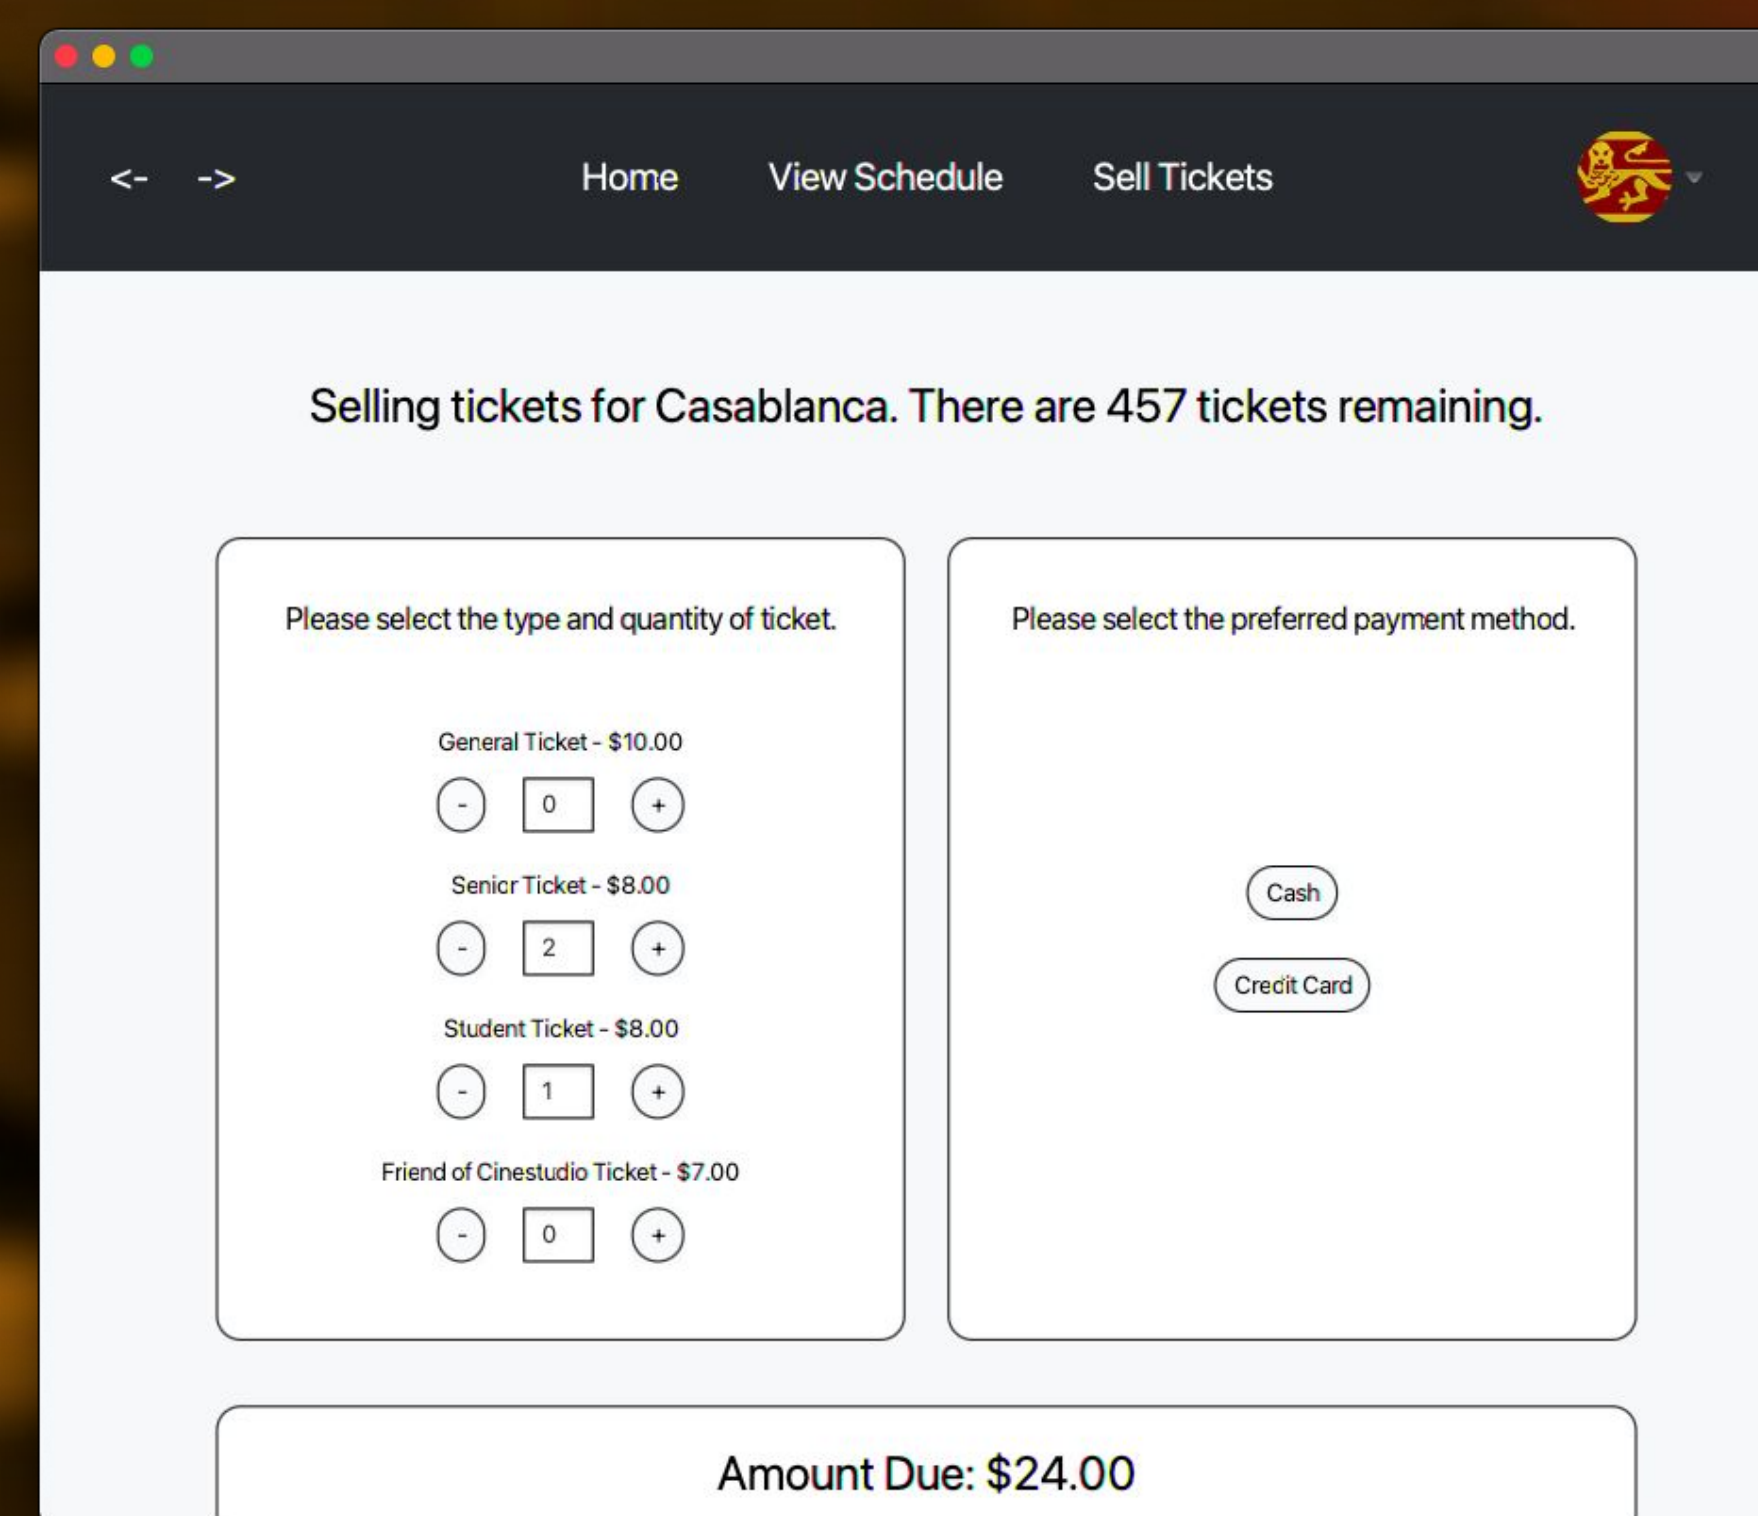 <- ->
Home View Schedule Sell Tickets
Selling tickets for Casablanca. There are 457 tickets remaining.
Please select the type and quantity of ticket.
General Ticket - $10.00
- 0 +
Senior Ticket - $8.00
- 2 +
Student Ticket - $8.00
- 1 +
Friend of Cinestudio Ticket - $7.00
- 0 +
Please select the preferred payment method.
Cash
Credit Card
Amount Due: $24.00